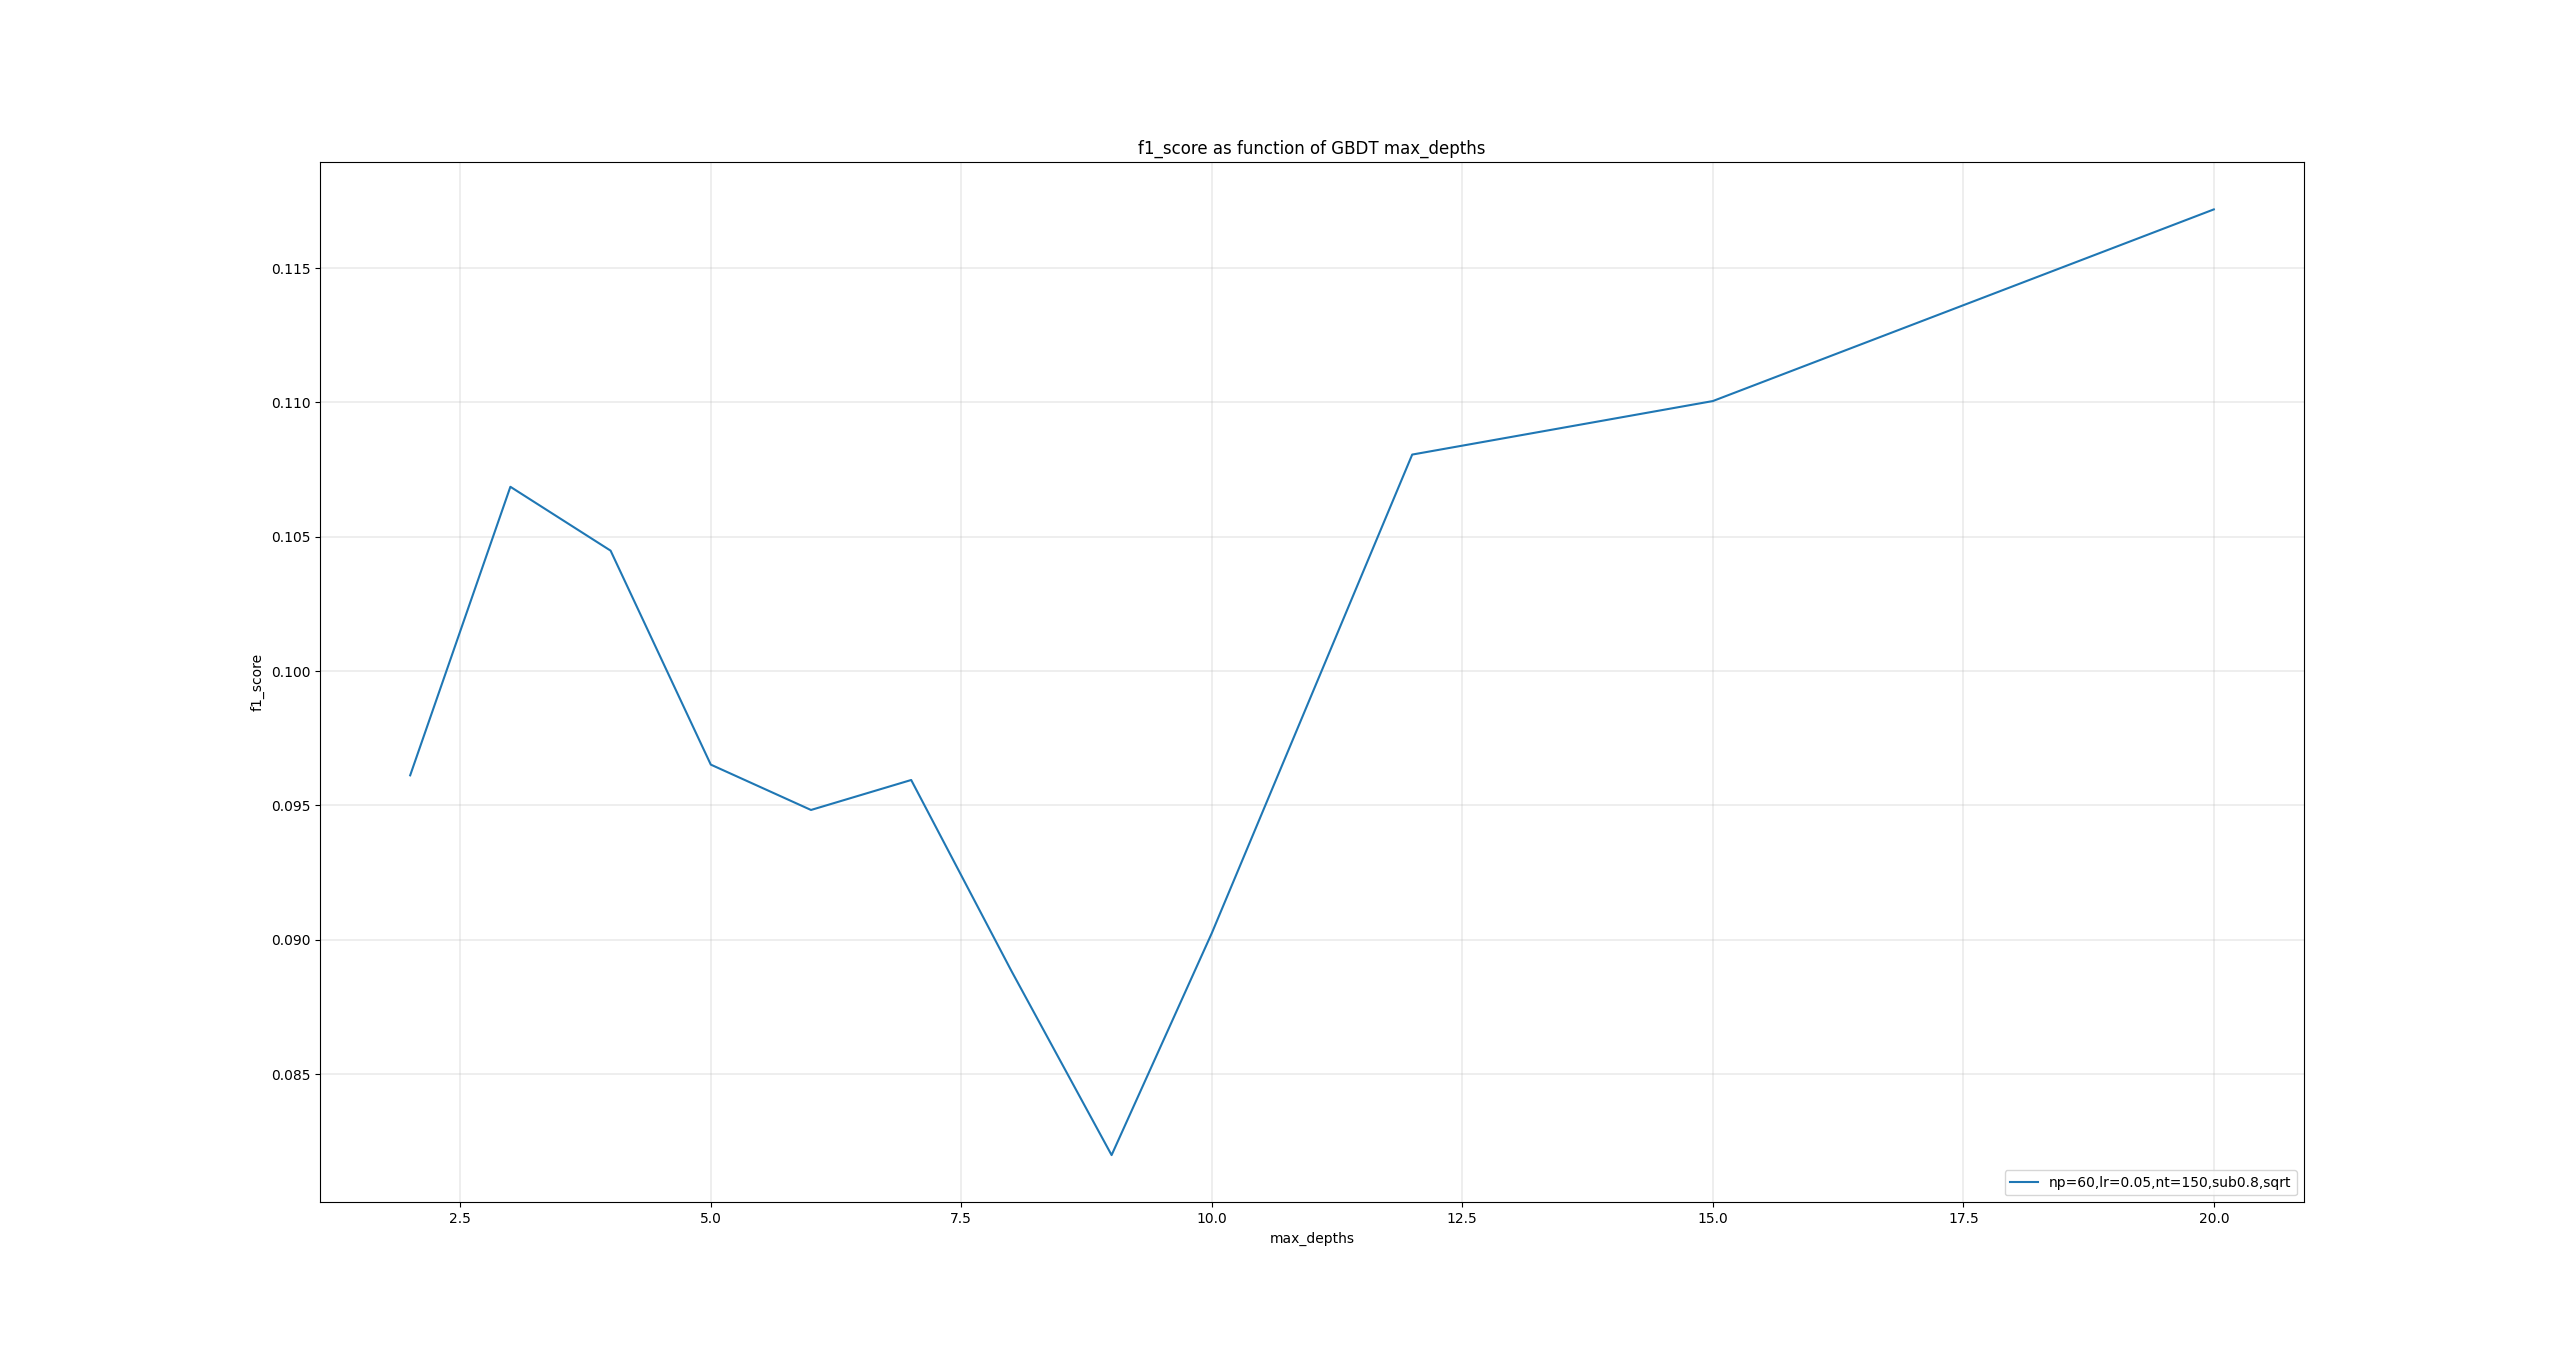 f1_score as function of GBDT max_depths
f1_score
0.115
0.110
0.105
0.100
0.095
0.090
0.085
np=60,lr=0.05,nt=150,sub0.8,sqrt
2.5 5.0 7.5 10.0 12.5 15.0 17.5 20.0
max_depths